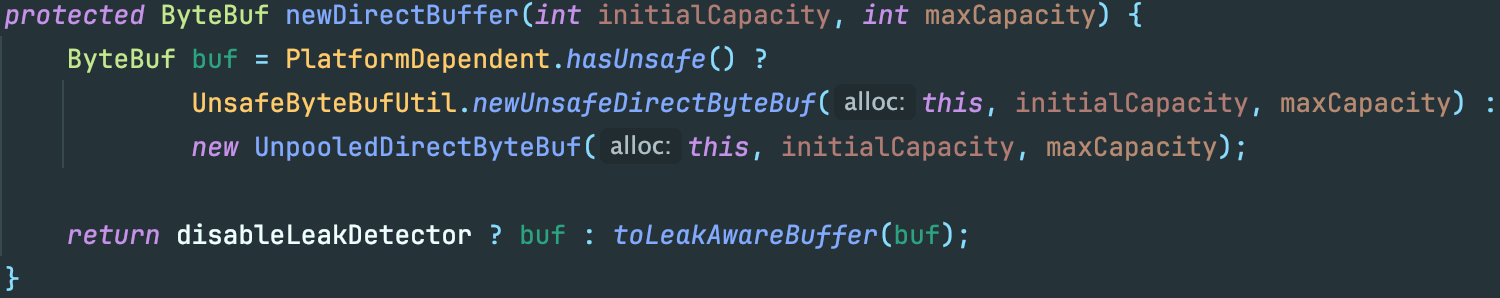 protected ByteBuf newDirectBuffer(int initialCapacity, int maxCapacity) {
    ByteBuf buf = PlatformDependent.hasUnsafe() ?
            UnsafeByteBufUtil.newUnsafeDirectByteBuf( alloc: this, initialCapacity, maxCapacity) :
            new UnpooledDirectByteBuf( alloc: this, initialCapacity, maxCapacity);
    return disableLeakDetector ? buf : toLeakAwareBuffer(buf);
}